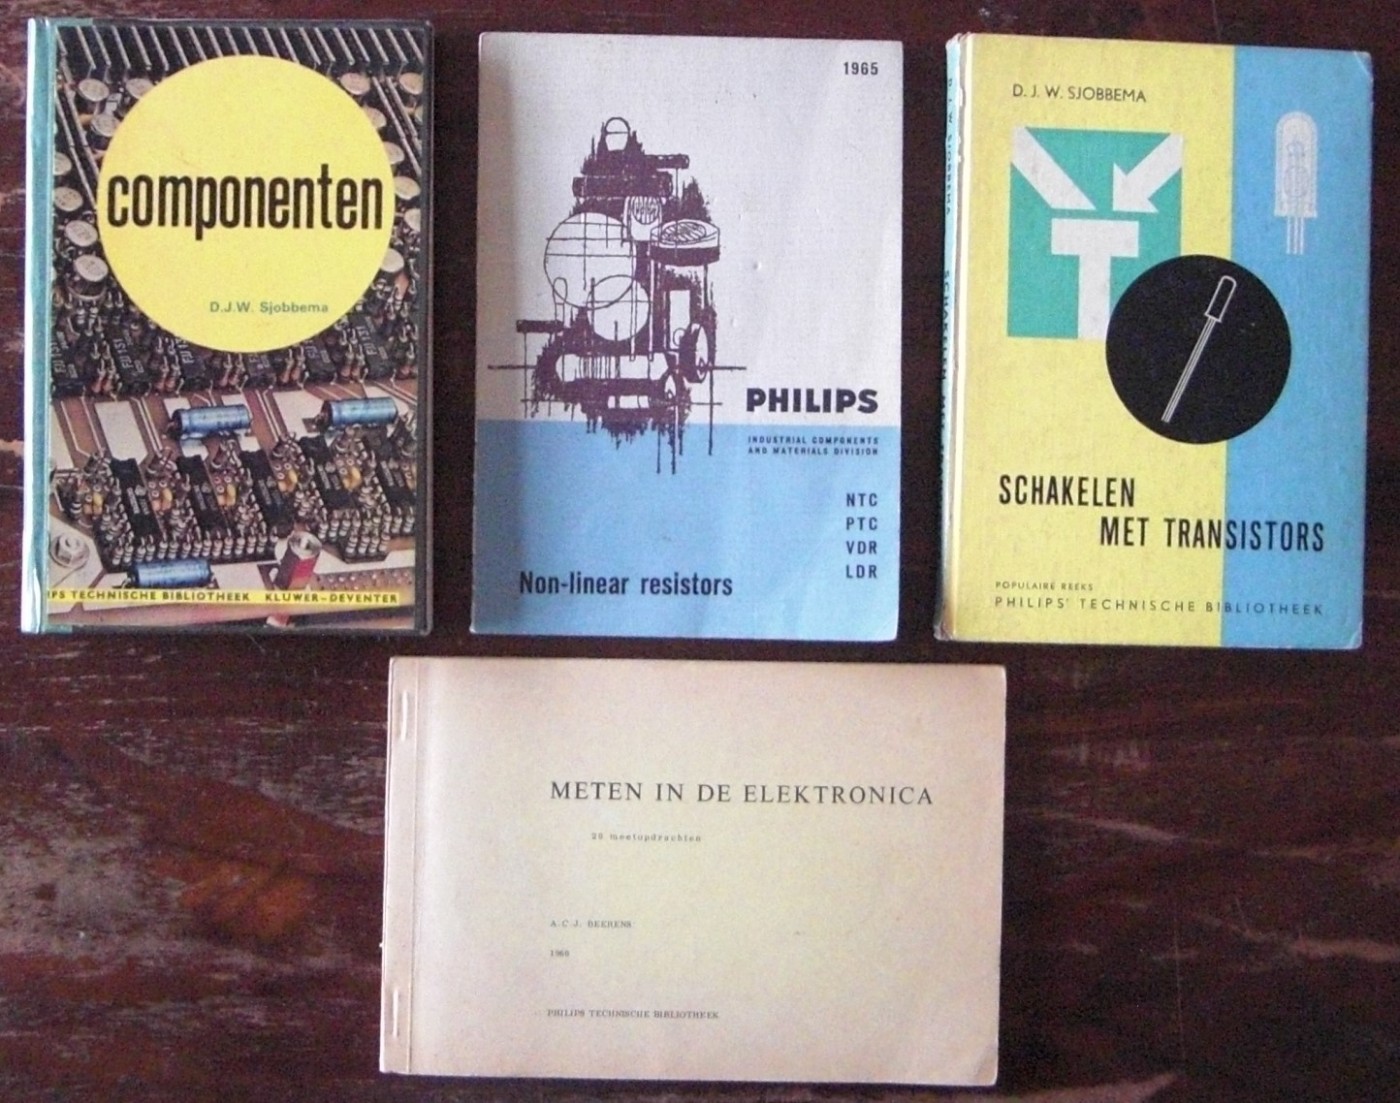 componenten
D.J.W. Sjobbema
IPS TECHNISCHE BIBLIOTHEEK KLUWER-DEVENTER
1965
PHILIPS
INDUSTRIAL COMPONENTS
AND MATERIALS DIVISION
NTC
PTC
VDR
LDR
Non-linear resistors
D. J. W. SJOBBEMA
D. J. W. SJOBBEMA
SCHAKELEN
MET TRANSISTORS
POPULAIRE REEKS
PHILIPS' TECHNISCHE BIBLIOTHEEK
METEN IN DE ELEKTRONICA
meetopdrachten
A.C.J. BEERENS
PHILIPS TECHNISCHE BIBLIOTHEEK